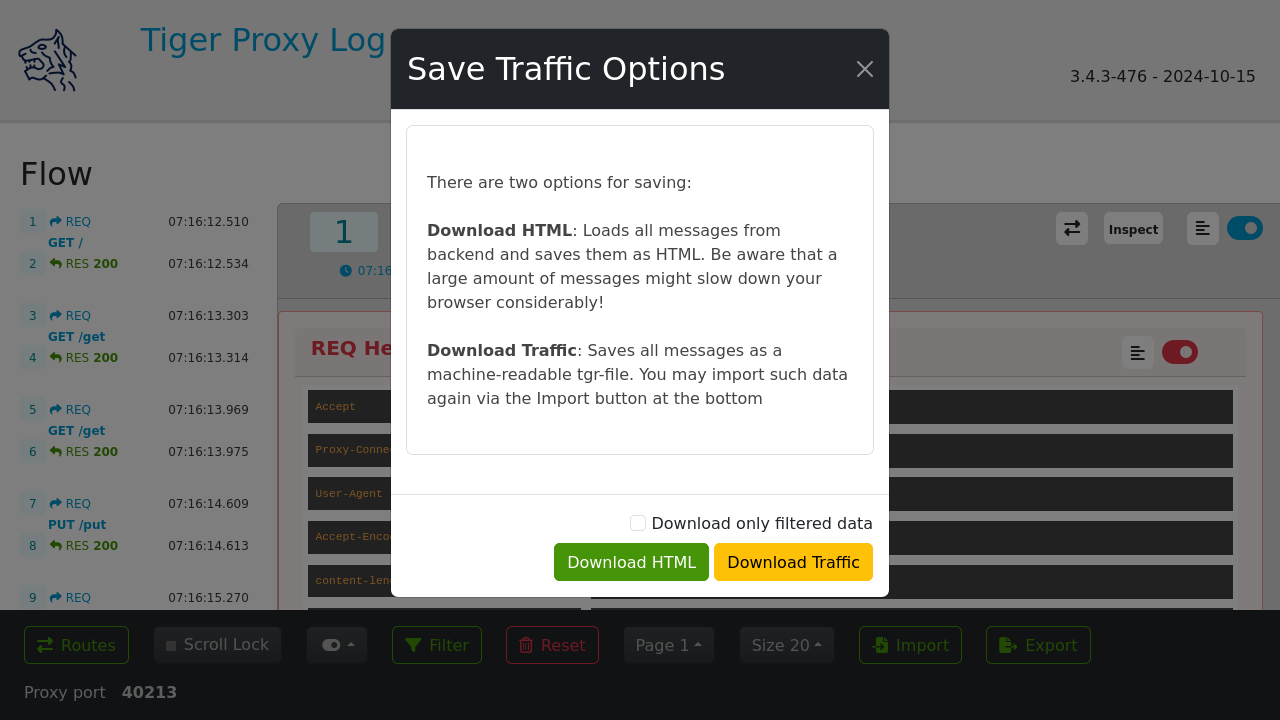 Tiger Proxy Log
3.4.3-476 - 2024-10-15
Save Traffic Options
There are two options for saving:
Download HTML: Loads all messages from
backend and saves them as HTML. Be aware that a
large amount of messages might slow down your
browser considerably!
Download Traffic: Saves all messages as a
machine-readable tgr-file. You may import such data
again via the Import button at the bottom
Download only filtered data
Download HTML
Download Traffic
Flow
1 REQ 07:16:12.510
GET /
2 RES 200 07:16:12.534
3 REQ 07:16:13.303
GET /get
4 RES 200 07:16:13.314
5 REQ 07:16:13.969
GET /get
6 RES 200 07:16:13.975
7 REQ 07:16:14.609
PUT /put
8 RES 200 07:16:14.613
9 REQ 07:16:15.270
1
Inspect
07:16
REQ He
Accept
Proxy-Conne
User-Agent
Accept-Enco
content-len
Routes
Scroll Lock
Filter
Reset
Page 1
Size 20
Import
Export
Proxy port 40213